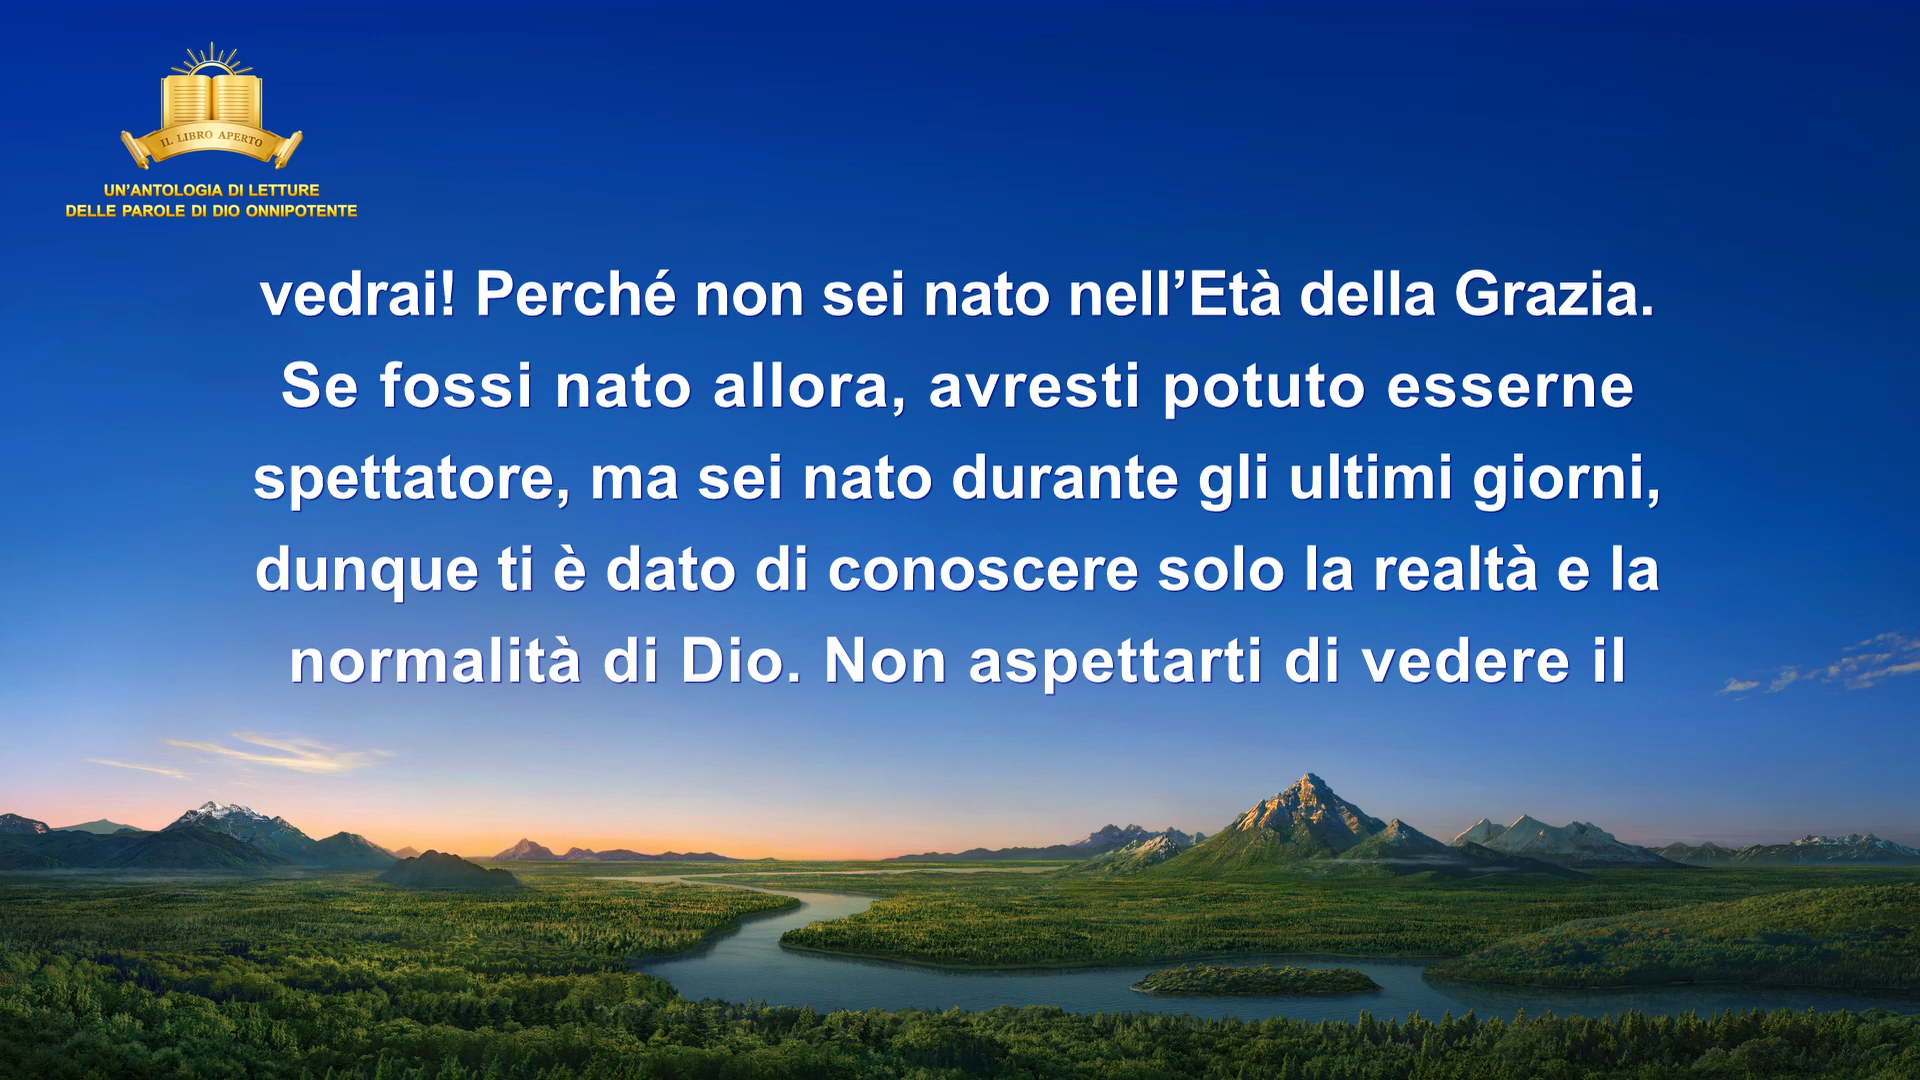 IL LIBRO APERTO
UN’ANTOLOGIA DI LETTURE
DELLE PAROLE DI DIO ONNIPOTENTE
vedrai! Perché non sei nato nell’Età della Grazia.
Se fossi nato allora, avresti potuto esserne
spettatore, ma sei nato durante gli ultimi giorni,
dunque ti è dato di conoscere solo la realtà e la
normalità di Dio. Non aspettarti di vedere il